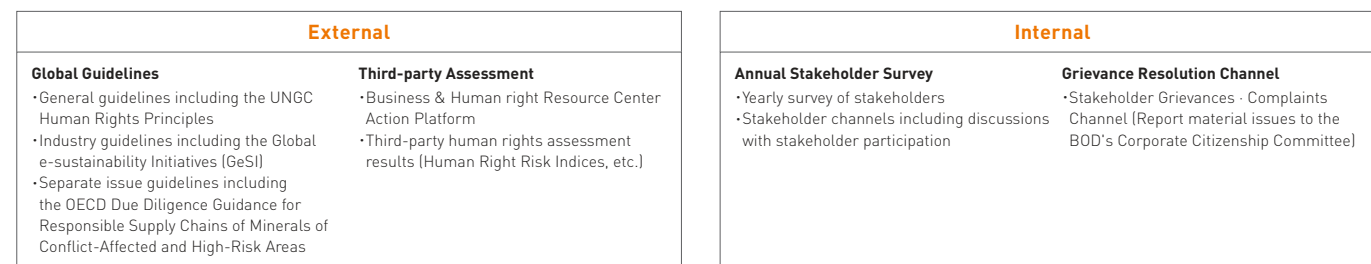 External
Global Guidelines
·General guidelines including the UNGC
Human Rights Principles
·Industry guidelines including the Global
e-sustainability Initiatives (GeSI)
·Separate issue guidelines including
the OECD Due Diligence Guidance for
Responsible Supply Chains of Minerals of
Conflict-Affected and High-Risk Areas
Third-party Assessment
·Business & Human right Resource Center
Action Platform
·Third-party human rights assessment
results (Human Right Risk Indices, etc.)
Internal
Annual Stakeholder Survey
·Yearly survey of stakeholders
·Stakeholder channels including discussions
with stakeholder participation
Grievance Resolution Channel
·Stakeholder Grievances · Complaints
Channel (Report material issues to the
BOD's Corporate Citizenship Committee)